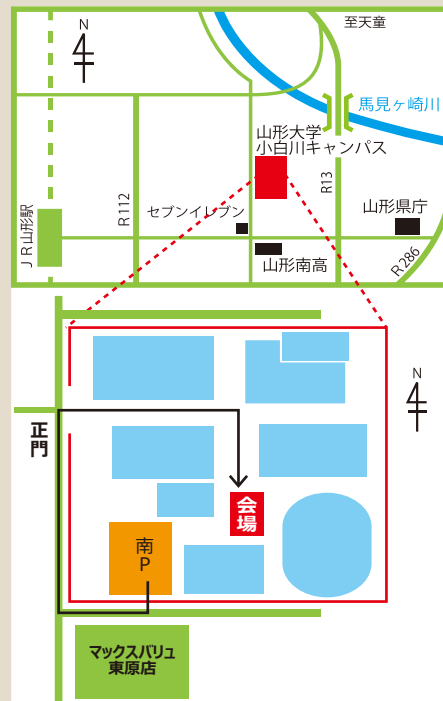 N
至天童
馬見ヶ崎川
山形大学
小白川キャンパス
R112
R13
セブンイレブン
山形県庁
JR山形駅
山形南高
R286
N
正門
会場
南P
マックスバリュ
東原店